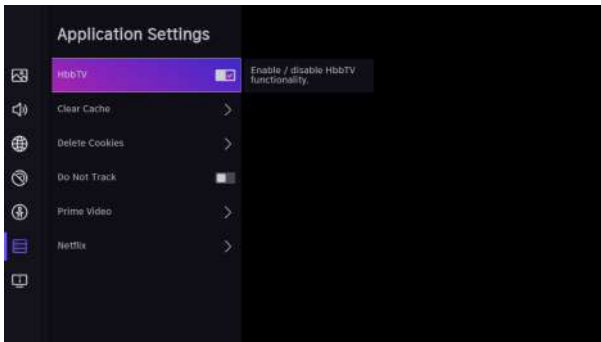 Application Settings
HbbTV
Enable / disable HbbTV
functionality.
Clear Cache
Delete Cookies
Do Not Track
Prime Video
Netflix